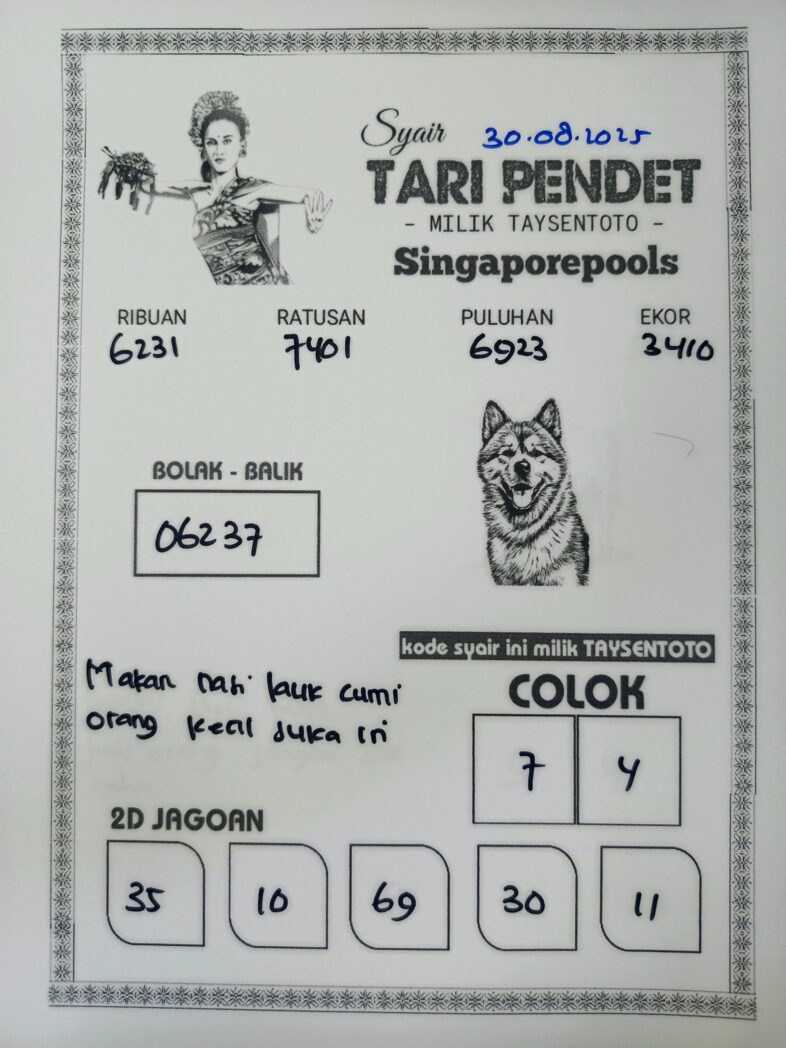 Syair 30.08.2025
TARI PENDET
- MILIK TAYSENTOTO -
Singaporepools
RIBUAN RATUSAN PULUHAN EKOR
6231 7401 6923 3410
BOLAK - BALIK
06237
kode syair ini milik TAYSENTOTO
Makan nasi lauk cumi
orang kecil suka iri
COLOK
7 4
2D JAGOAN
35 10 69 30 11